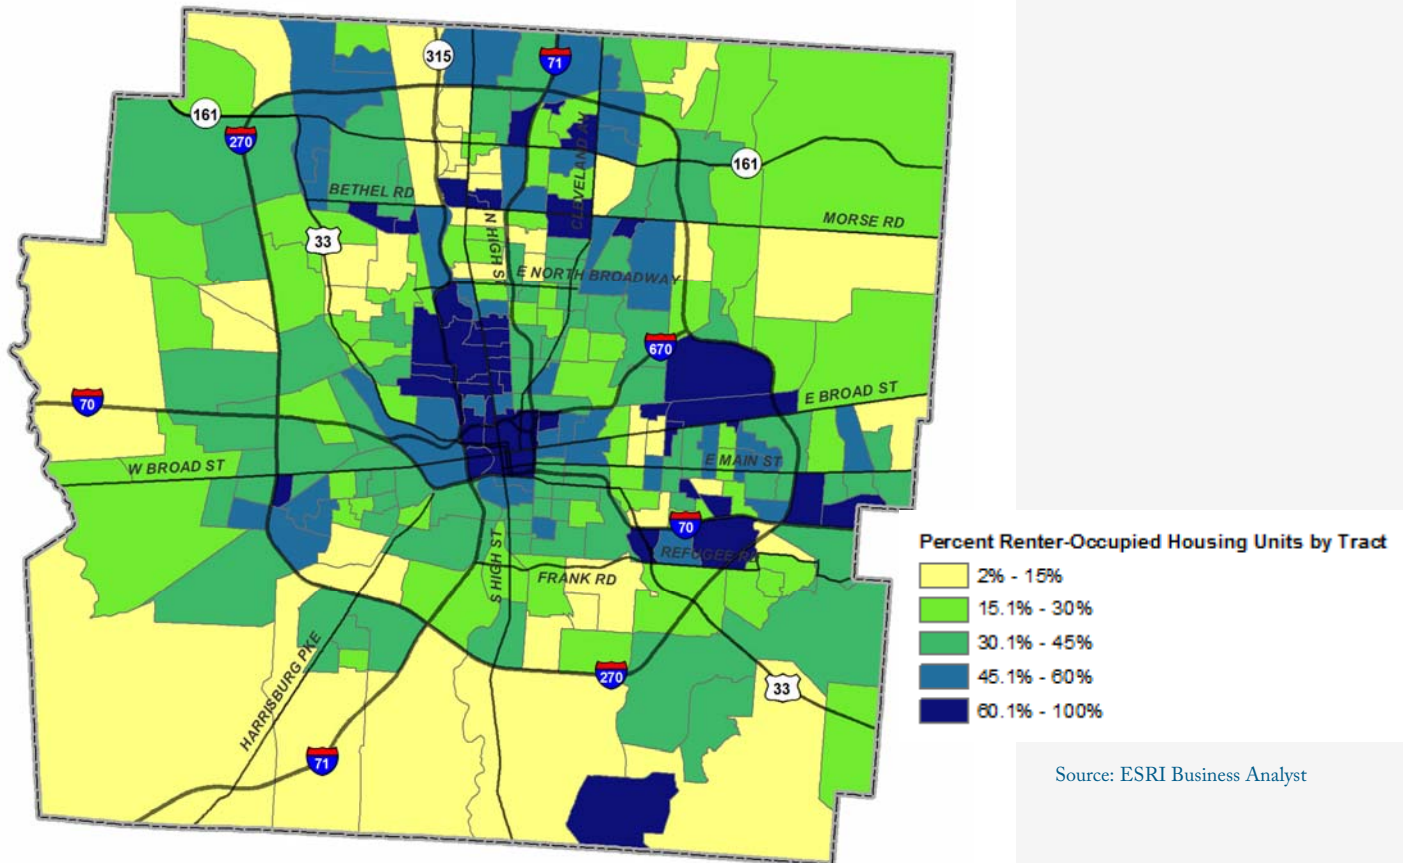 315
71
161
270
CLEVELAND AV
161
BETHEL RD
MORSE RD
N HIGH ST
33
E NORTH BROADWAY
670
E BROAD ST
70
W BROAD ST
E MAIN ST
70
REFUGEE RD
S HIGH ST
FRANK RD
HARRISBURG PKE
270
33
71
Percent Renter-Occupied Housing Units by Tract
2% - 15%
15.1% - 30%
30.1% - 45%
45.1% - 60%
60.1% - 100%
Source: ESRI Business Analyst